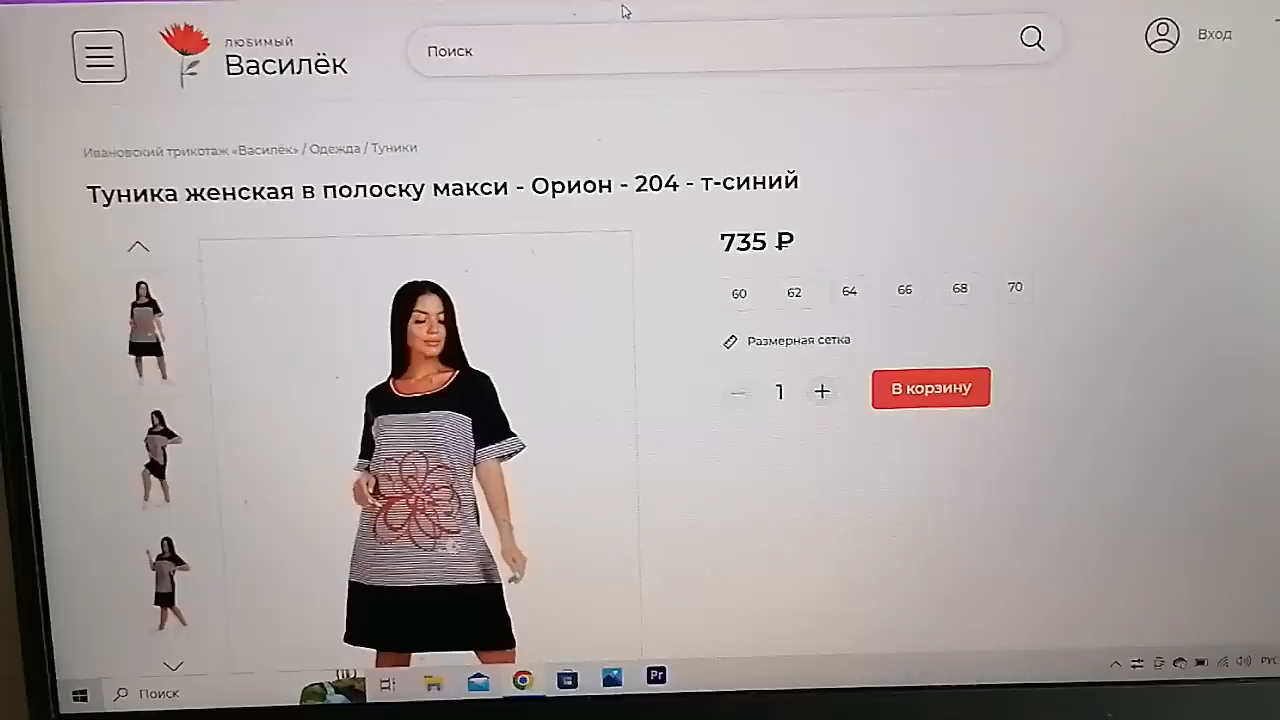 ЛЮБИМЫЙ
Василёк
Поиск
Вход
Ивановский трикотаж «Василёк» / Одежда / Туники
Туника женская в полоску макси - Орион - 204 - т-синий
735 ₽
60 62 64 66 68 70
Размерная сетка
− 1 +
В корзину
Поиск
Pr
РУС